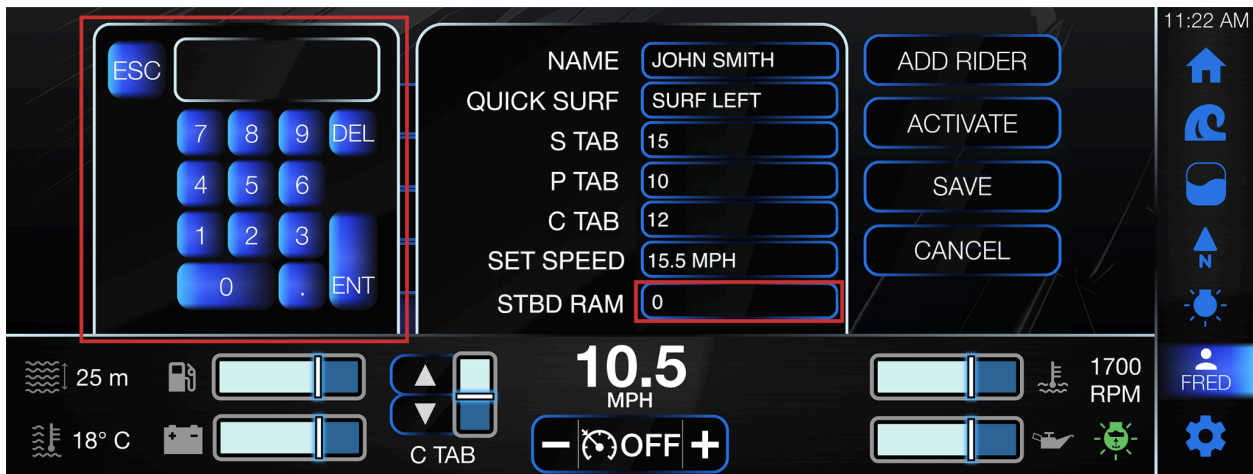 11:22 AM
ESC
7 8 9 DEL
4 5 6
1 2 3
0 . ENT
NAME JOHN SMITH
QUICK SURF SURF LEFT
S TAB 15
P TAB 10
C TAB 12
SET SPEED 15.5 MPH
STBD RAM 0
ADD RIDER
ACTIVATE
SAVE
CANCEL
N
FRED
25 m
18° C
C TAB
10.5
MPH
− OFF +
1700
RPM